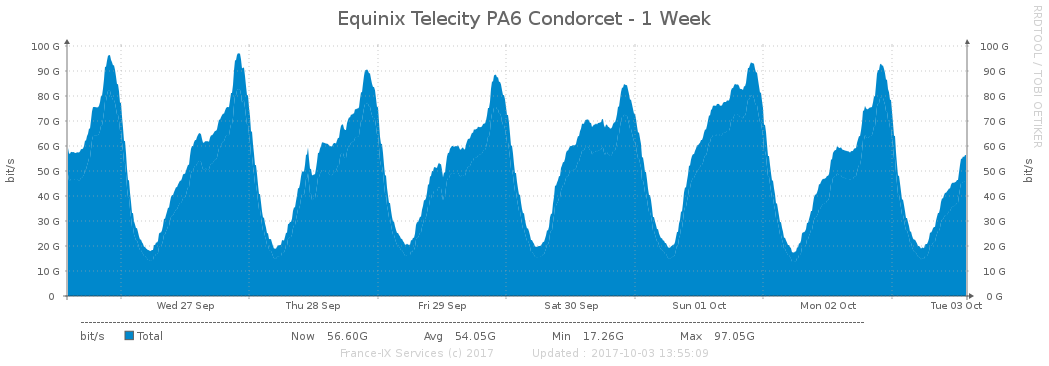 Equinix Telecity PA6 Condorcet - 1 Week
RRDTOOL / TOBI OETIKER
bit/s
100 G
90 G
80 G
70 G
60 G
50 G
40 G
30 G
20 G
10 G
0
100 G
90 G
80 G
70 G
60 G
50 G
40 G
30 G
20 G
10 G
0 G
bit/s
Wed 27 Sep Thu 28 Sep Fri 29 Sep Sat 30 Sep Sun 01 Oct Mon 02 Oct Tue 03 Oct
bit/s Total Now 56.60G Avg 54.05G Min 17.26G Max 97.05G
France-IX Services (c) 2017 Updated : 2017-10-03 13:55:09